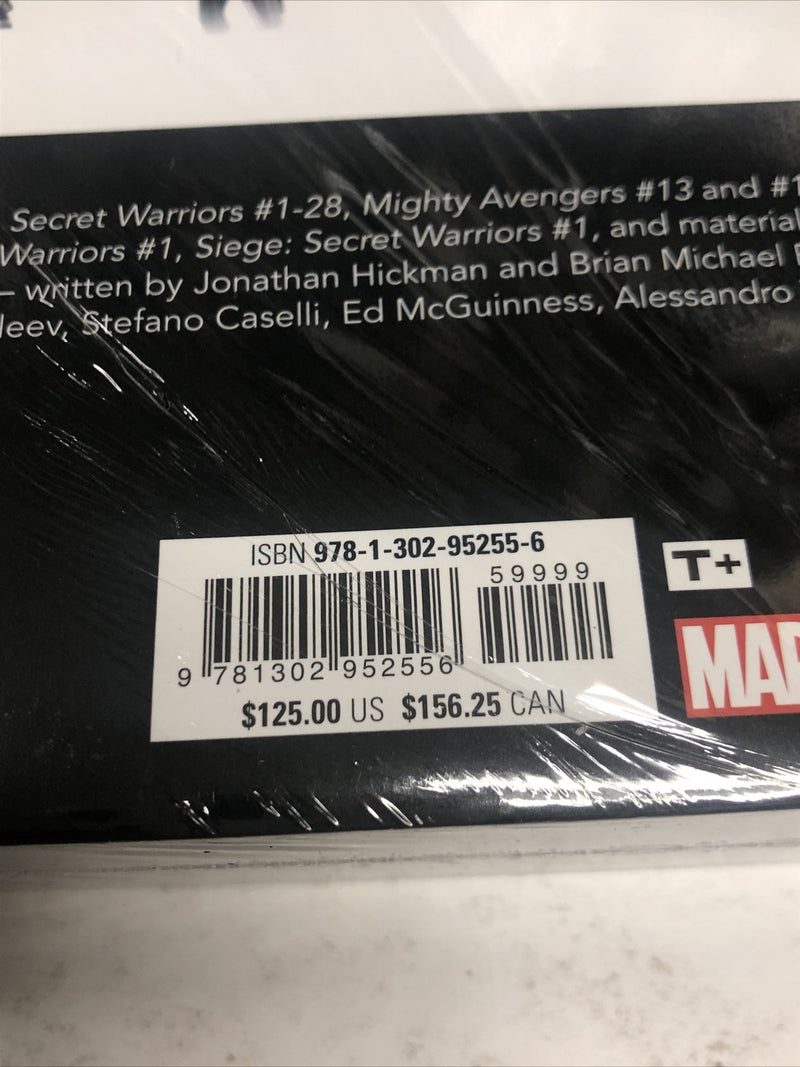 Secret Warriors #1-28, Mighty Avengers #13 and #1
Warriors #1, Siege: Secret Warriors #1, and material
– written by Jonathan Hickman and Brian Michael
leev, Stefano Caselli, Ed McGuinness, Alessandro
ISBN 978-1-302-95255-6
59999
9 781302 952556
$125.00 US $156.25 CAN
T+
MAR